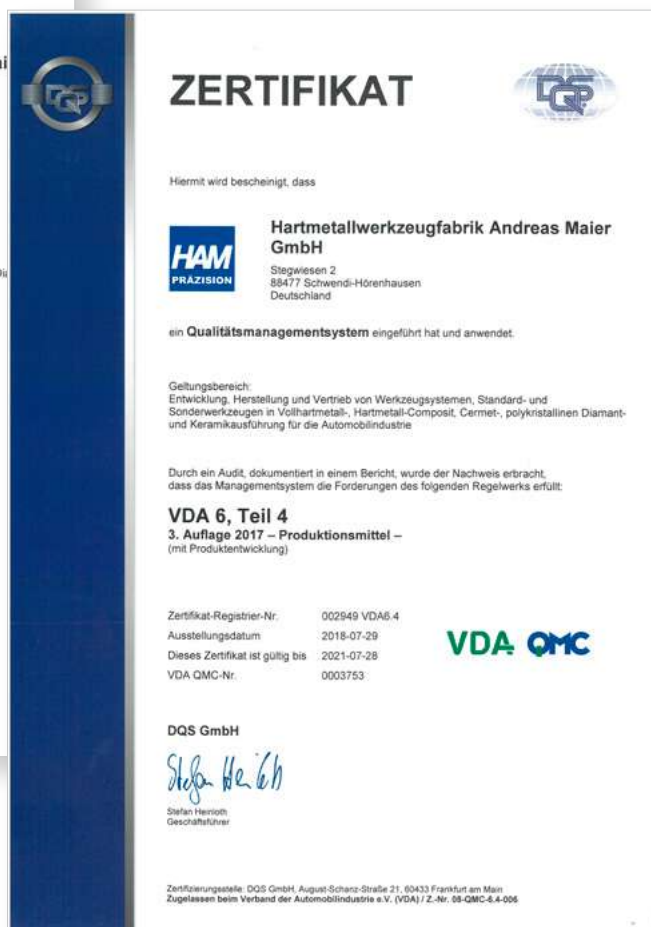 ai
Dia
DQS
ZERTIFIKAT
DQS
Hiermit wird bescheinigt, dass
HAM
PRÄZISION
Hartmetallwerkzeugfabrik Andreas Maier
GmbH
Stegwiesen 2
88477 Schwendi-Hörenhausen
Deutschland
ein Qualitätsmanagementsystem eingeführt hat und anwendet.
Geltungsbereich:
Entwicklung, Herstellung und Vertrieb von Werkzeugsystemen, Standard- und
Sonderwerkzeugen in Vollhartmetall-, Hartmetall-Composit, Cermet-, polykristallinen Diamant-
und Keramikausführung für die Automobilindustrie
Durch ein Audit, dokumentiert in einem Bericht, wurde der Nachweis erbracht,
dass das Managementsystem die Forderungen des folgenden Regelwerks erfüllt:
VDA 6, Teil 4
3. Auflage 2017 – Produktionsmittel –
(mit Produktentwicklung)
Zertifikat-Registrier-Nr. 002949 VDA6.4
Ausstellungsdatum 2018-07-29
Dieses Zertifikat ist gültig bis 2021-07-28
VDA QMC-Nr. 0003753
VDA QMC
DQS GmbH
Stefan Heinloth
Stefan Heinloth
Geschäftsführer
Zertifizierungsstelle: DQS GmbH, August-Schanz-Straße 21, 60433 Frankfurt am Main
Zugelassen beim Verband der Automobilindustrie e.V. (VDA) / Z.-Nr. 08-QMC-6.4-006